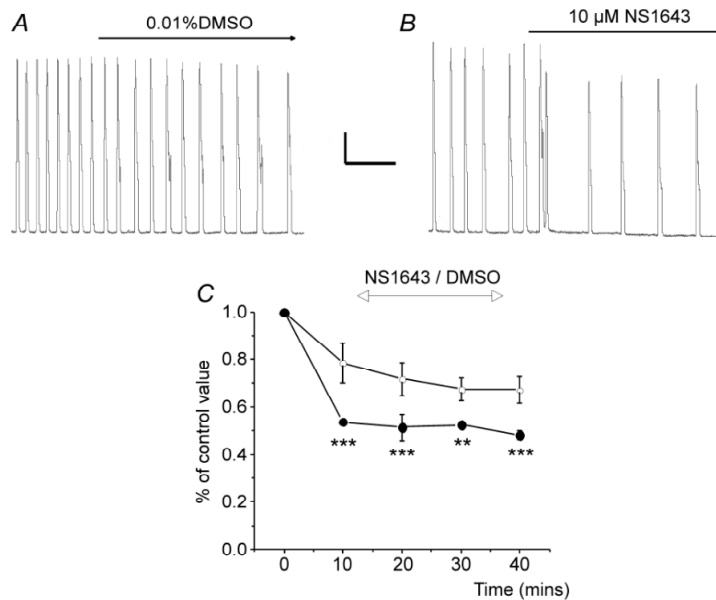 A
0.01%DMSO
B
10 µM NS1643
C
NS1643 / DMSO
1.0
0.8
0.6
0.4
0.2
0.0
% of control value
*** *** ** ***
0 10 20 30 40
Time (mins)